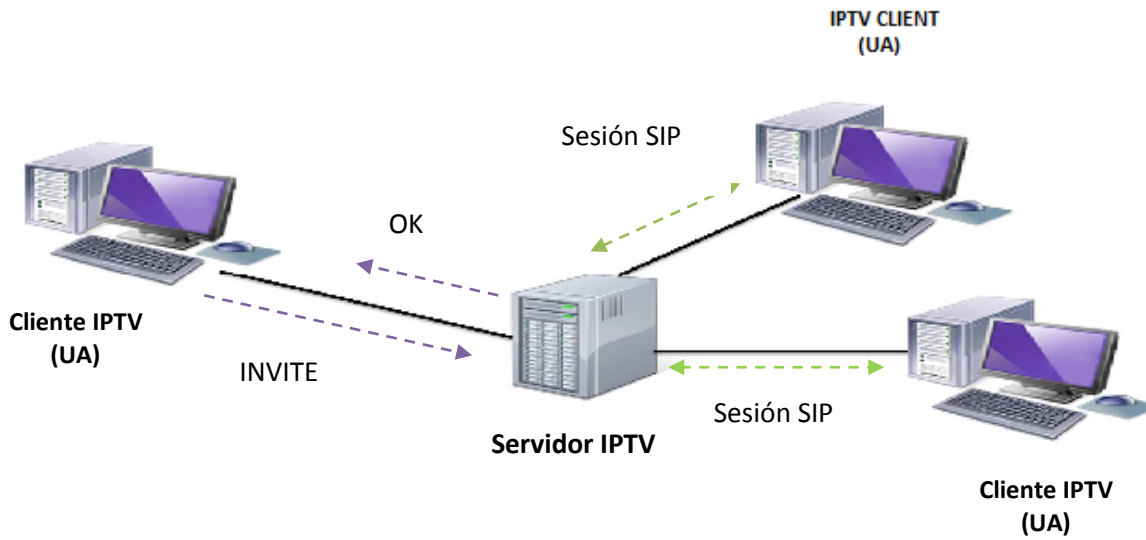 IPTV CLIENT
(UA)
Sesión SIP
OK
Cliente IPTV
(UA)
INVITE
Servidor IPTV
Sesión SIP
Cliente IPTV
(UA)